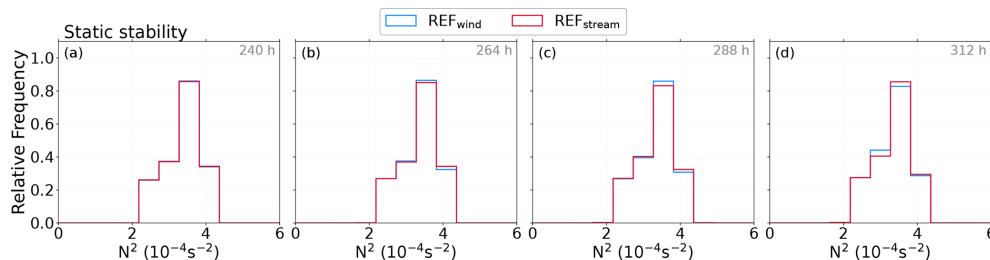 REF_wind REF_stream
Static stability
(a) 240 h (b) 264 h (c) 288 h (d) 312 h
Relative Frequency
1.0
0.8
0.6
0.4
0.2
0.0
0 2 4 6 0 2 4 6 0 2 4 6 0 2 4 6
N² (10⁻⁴s⁻²) N² (10⁻⁴s⁻²) N² (10⁻⁴s⁻²) N² (10⁻⁴s⁻²)